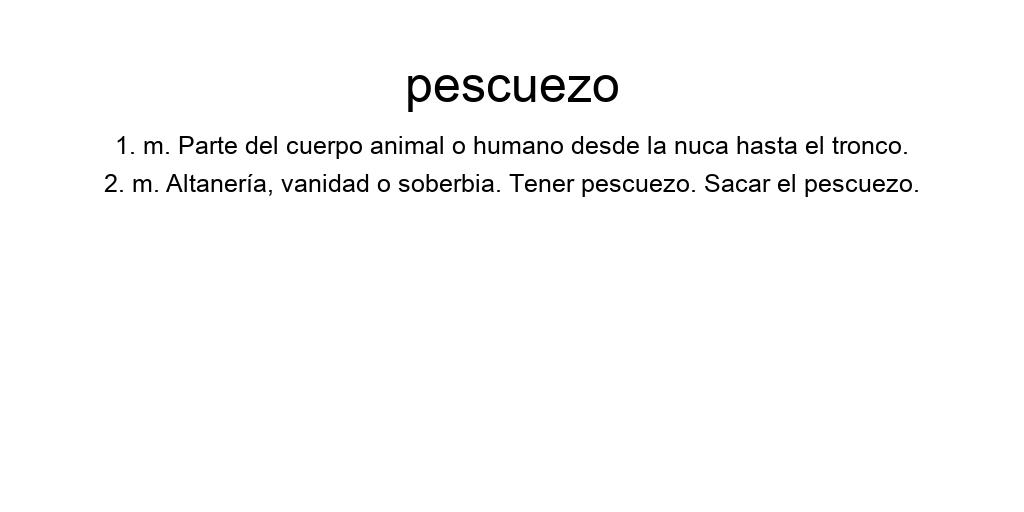 pescuezo
1. m. Parte del cuerpo animal o humano desde la nuca hasta el tronco.
2. m. Altanería, vanidad o soberbia. Tener pescuezo. Sacar el pescuezo.